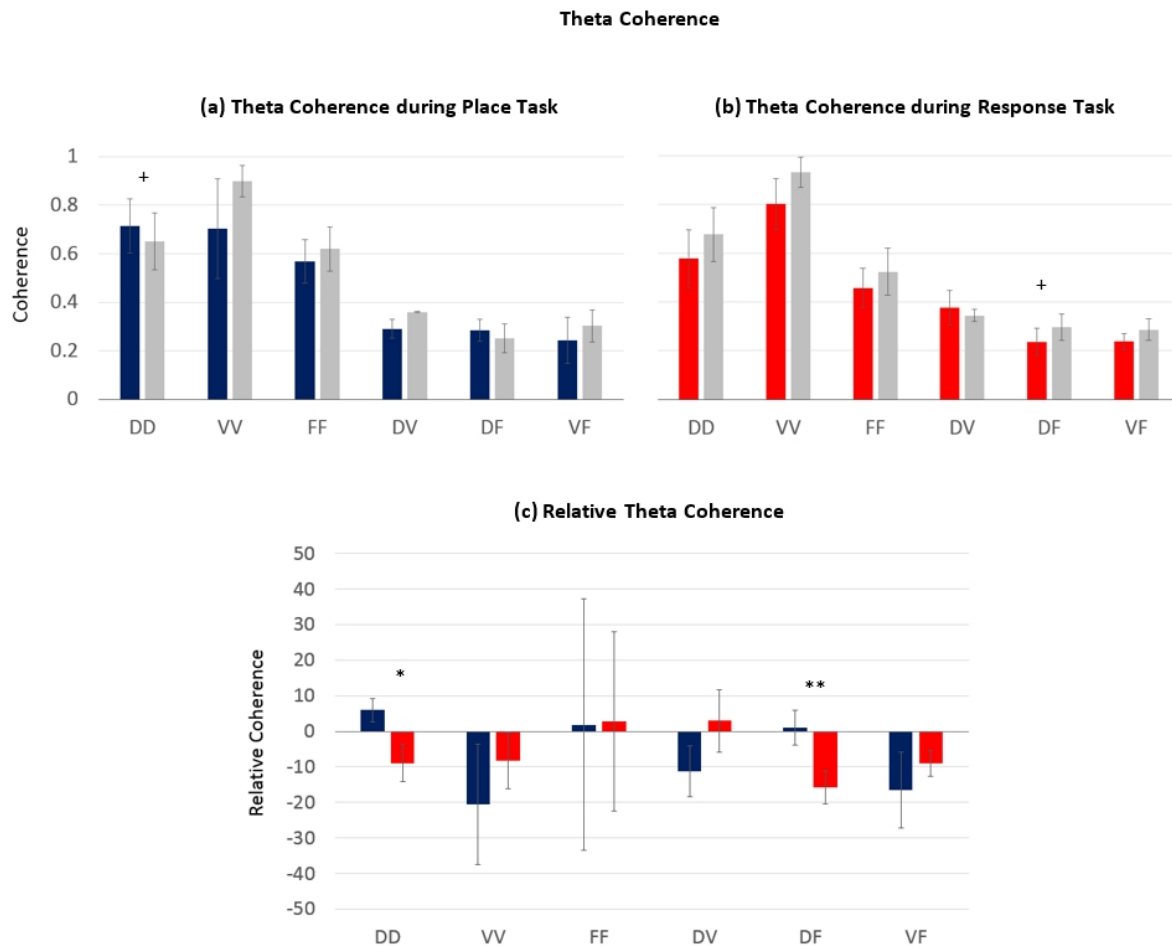 Theta Coherence
(a) Theta Coherence during Place Task
Coherence
1
0.8
0.6
0.4
0.2
0
+
DD VV FF DV DF VF
(b) Theta Coherence during Response Task
+
DD VV FF DV DF VF
(c) Relative Theta Coherence
Relative Coherence
50
40
30
20
10
0
-10
-20
-30
-40
-50
*
**
DD VV FF DV DF VF